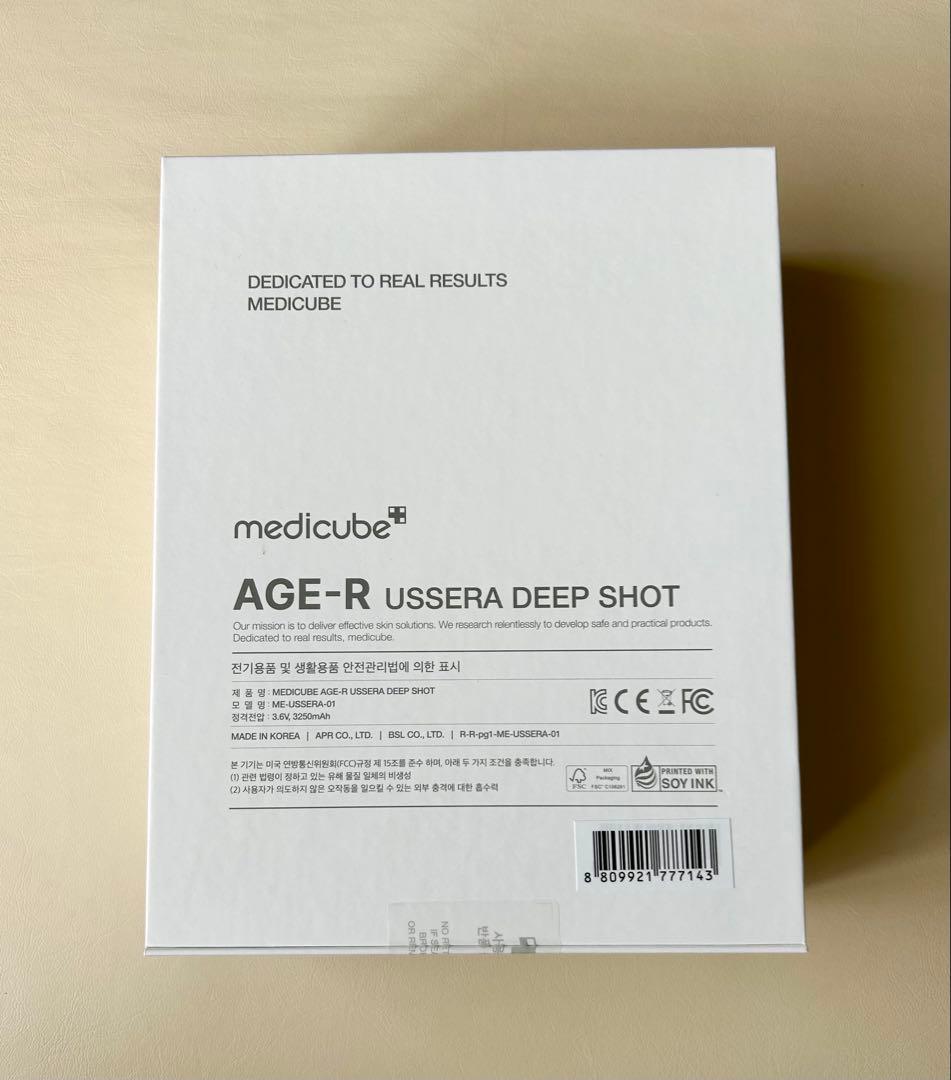 DEDICATED TO REAL RESULTS
MEDICUBE
medicube
AGE-R USSERA DEEP SHOT
Our mission is to deliver effective skin solutions. We research relentlessly to develop safe and practical products.
Dedicated to real results, medicube.
전기용품 및 생활용품 안전관리법에 의한 표시
제 품 명 : MEDICUBE AGE-R USSERA DEEP SHOT
모 델 명 : ME-USSERA-01
정격전압 : 3.6V, 3250mAh
MADE IN KOREA | APR CO., LTD. | BSL CO., LTD. | R-R-pg1-ME-USSERA-01
본 기기는 미국 연방통신위원회(FCC)규정 제 15조를 준수 하며, 아래 두 가지 조건을 충족합니다.
(1) 관련 법령이 정하고 있는 유해 물질 일체의 비생성
(2) 사용자가 의도하지 않은 오작동을 일으킬 수 있는 외부 충격에 대한 흡수력
KC CE FC
FSC
MIX
Packaging
PRINTED WITH
SOY INK
8 809921 777143